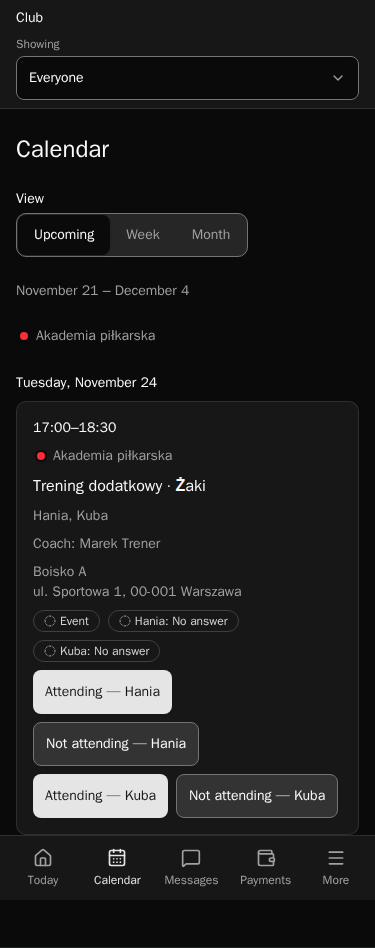 Club
Showing
Everyone
Calendar
View
Upcoming Week Month
November 21 – December 4
Akademia piłkarska
Tuesday, November 24
17:00–18:30
Akademia piłkarska
Trening dodatkowy · Żaki
Hania, Kuba
Coach: Marek Trener
Boisko A
ul. Sportowa 1, 00-001 Warszawa
Event Hania: No answer
Kuba: No answer
Attending — Hania
Not attending — Hania
Attending — Kuba Not attending — Kuba
Today Calendar Messages Payments More